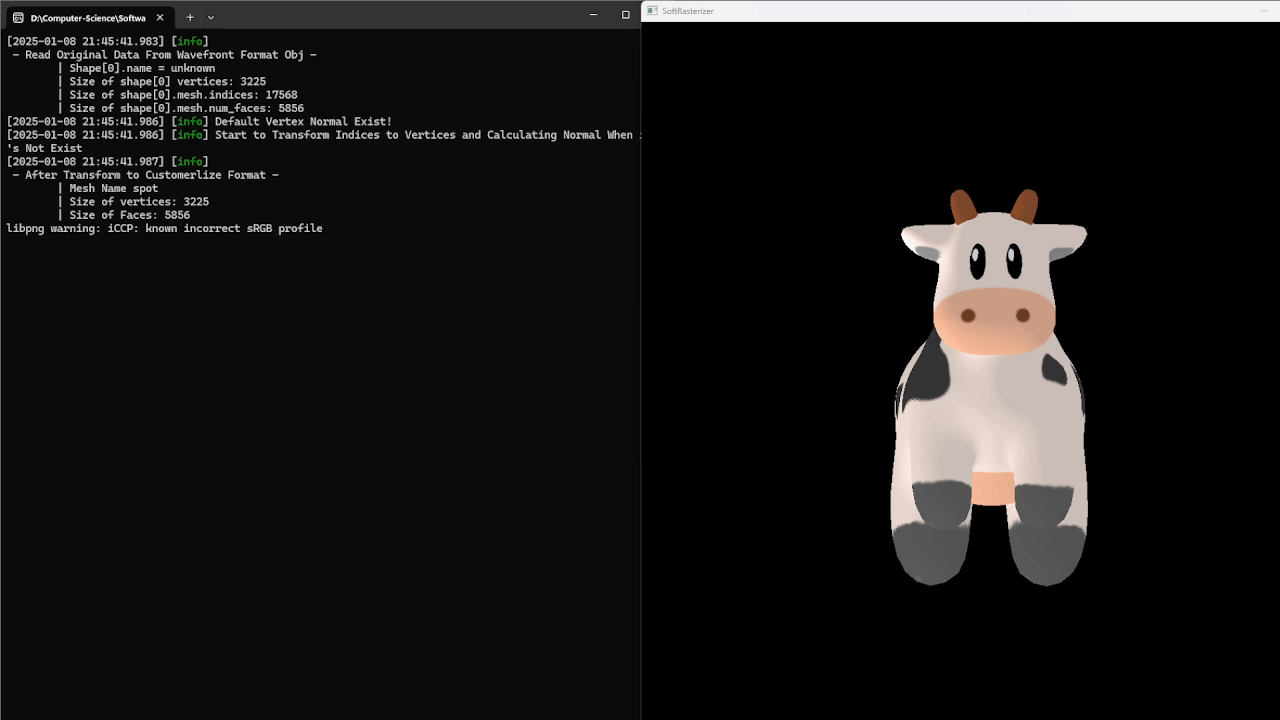 D:\Computer-Science\Softwa
SoftRasterizer
[2025-01-08 21:45:41.983] [info]
- Read Original Data From Wavefront Format Obj -
| Shape[0].name = unknown
| Size of shape[0] vertices: 3225
| Size of shape[0].mesh.indices: 17568
| Size of shape[0].mesh.num_faces: 5856
[2025-01-08 21:45:41.986] [info] Default Vertex Normal Exist!
[2025-01-08 21:45:41.986] [info] Start to Transform Indices to Vertices and Calculating Normal When
's Not Exist
[2025-01-08 21:45:41.987] [info]
- After Transform to Customerlize Format -
| Mesh Name spot
| Size of vertices: 3225
| Size of Faces: 5856
libpng warning: iCCP: known incorrect sRGB profile